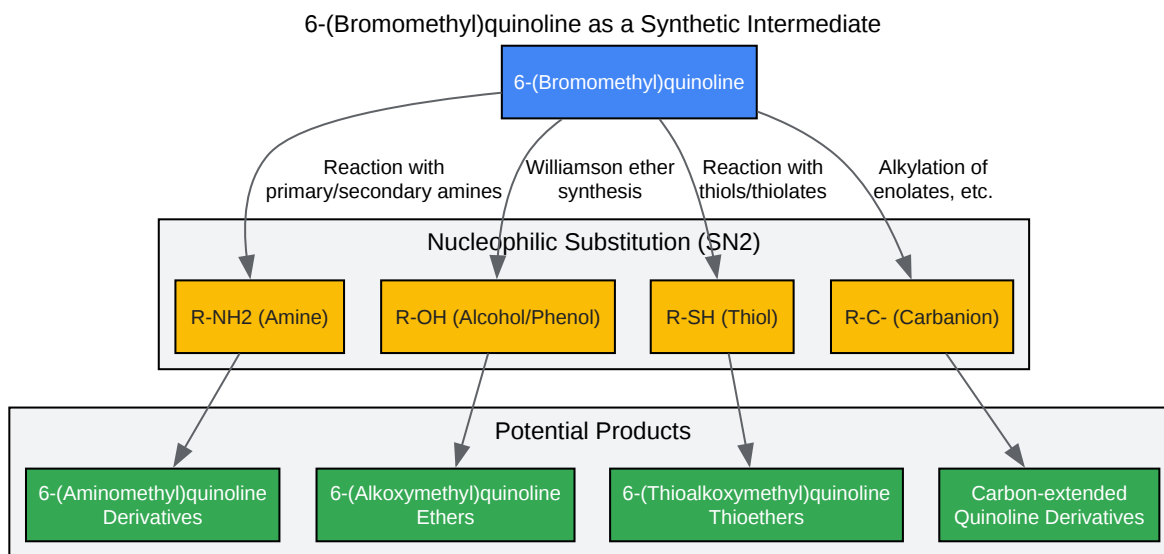 6-(Bromomethyl)quinoline as a Synthetic Intermediate
6-(Bromomethyl)quinoline
Reaction with
primary/secondary amines
Williamson ether
synthesis
Reaction with
thiols/thiolates
Alkylation of
enolates, etc.
Nucleophilic Substitution (SN2)
R-NH2 (Amine)
R-OH (Alcohol/Phenol)
R-SH (Thiol)
R-C- (Carbanion)
Potential Products
6-(Aminomethyl)quinoline
Derivatives
6-(Alkoxymethyl)quinoline
Ethers
6-(Thioalkoxymethyl)quinoline
Thioethers
Carbon-extended
Quinoline Derivatives